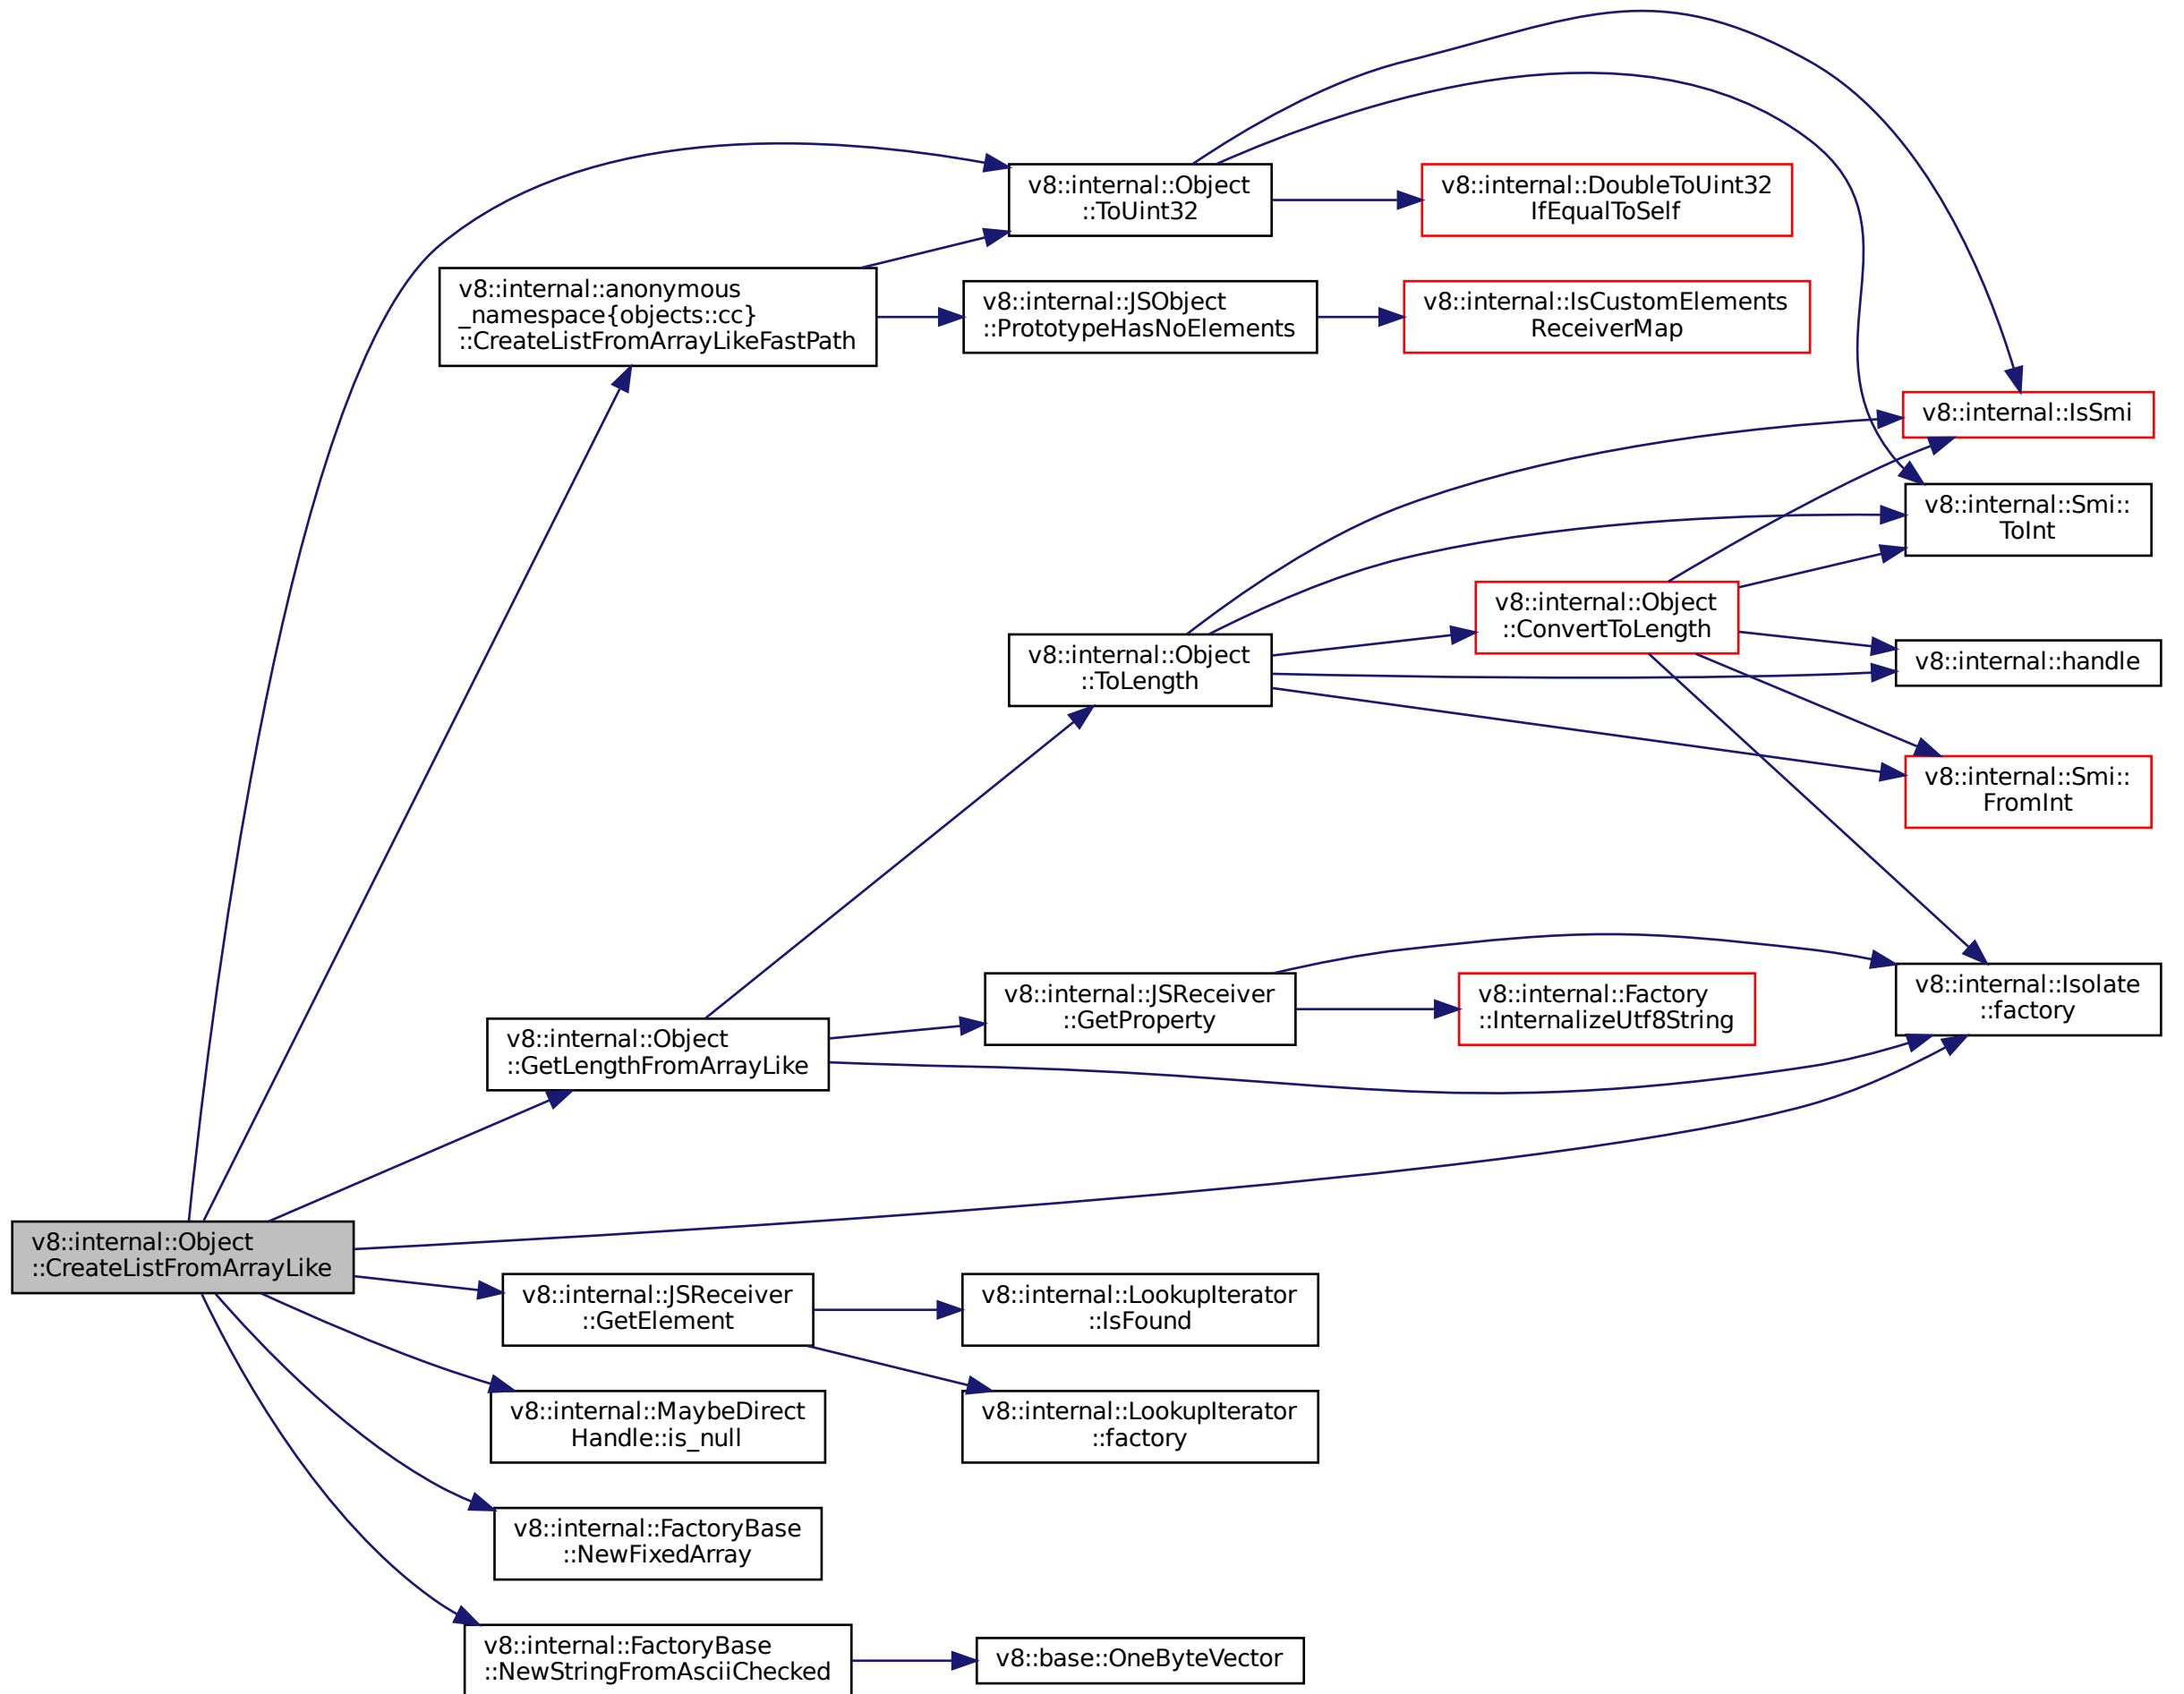 v8::internal::Object
::ToUint32
v8::internal::DoubleToUint32
IfEqualToSelf
v8::internal::anonymous
_namespace{objects::cc}
::CreateListFromArrayLikeFastPath
v8::internal::JSObject
::PrototypeHasNoElements
v8::internal::IsCustomElements
ReceiverMap
v8::internal::IsSmi
v8::internal::Smi::
ToInt
v8::internal::Object
::ConvertToLength
v8::internal::Object
::ToLength
v8::internal::handle
v8::internal::Smi::
FromInt
v8::internal::JSReceiver
::GetProperty
v8::internal::Factory
::InternalizeUtf8String
v8::internal::Isolate
::factory
v8::internal::Object
::GetLengthFromArrayLike
v8::internal::Object
::CreateListFromArrayLike
v8::internal::JSReceiver
::GetElement
v8::internal::LookupIterator
::IsFound
v8::internal::MaybeDirect
Handle::is_null
v8::internal::LookupIterator
::factory
v8::internal::FactoryBase
::NewFixedArray
v8::internal::FactoryBase
::NewStringFromAsciiChecked
v8::base::OneByteVector